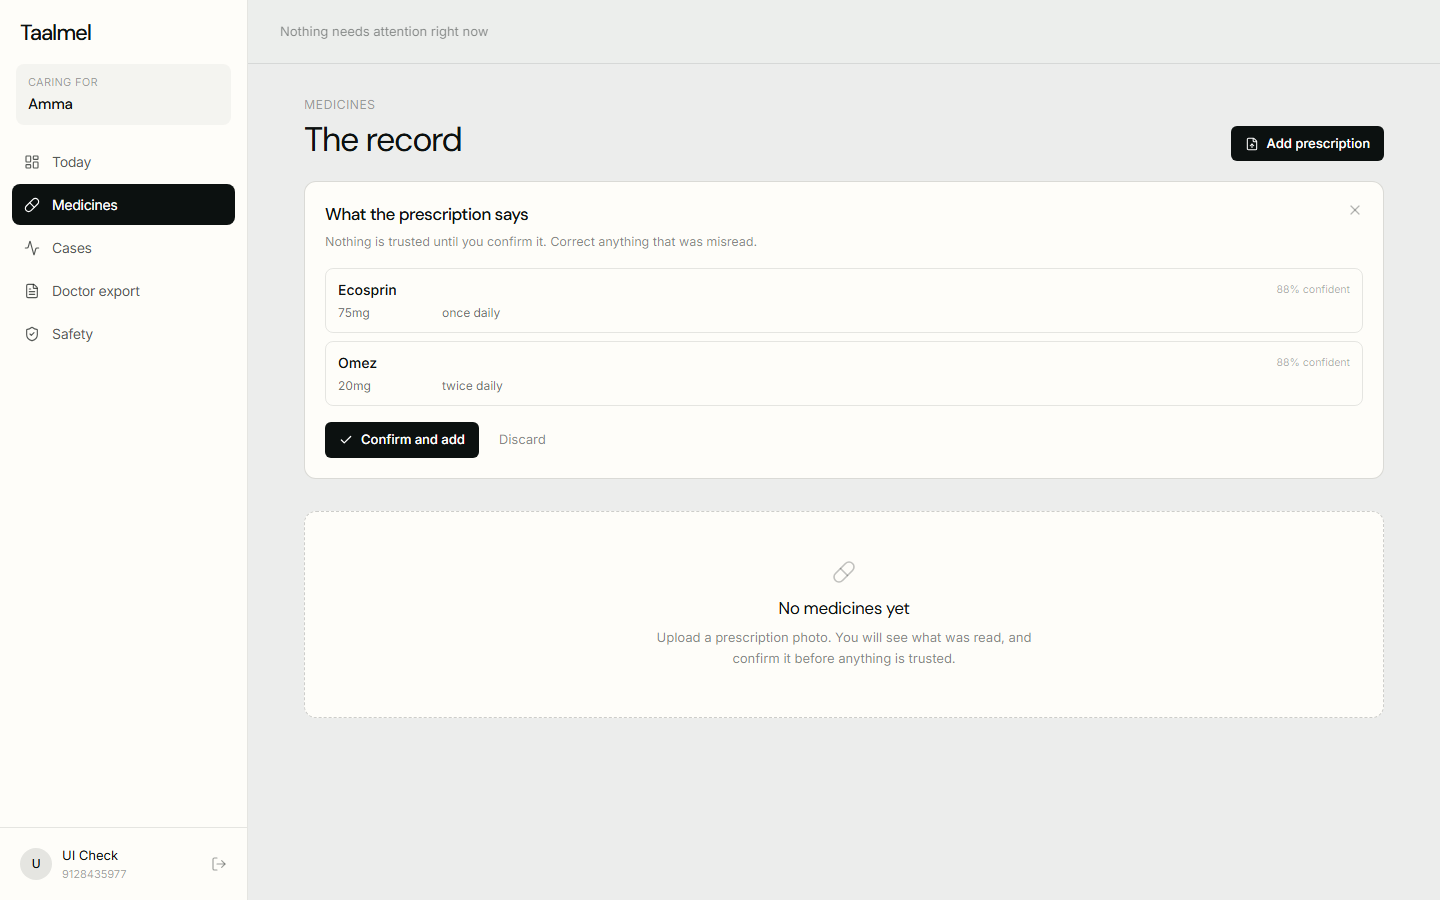 Taalmel
CARING FOR
Amma
Today
Medicines
Cases
Doctor export
Safety
UI Check
U
9128435977
Nothing needs attention right now
MEDICINES
The record
Add prescription
What the prescription says
Nothing is trusted until you confirm it. Correct anything that was misread.
Ecosprin
88% confident
75mg once daily
Omez
88% confident
20mg twice daily
Confirm and add
Discard
No medicines yet
Upload a prescription photo. You will see what was read, and
confirm it before anything is trusted.